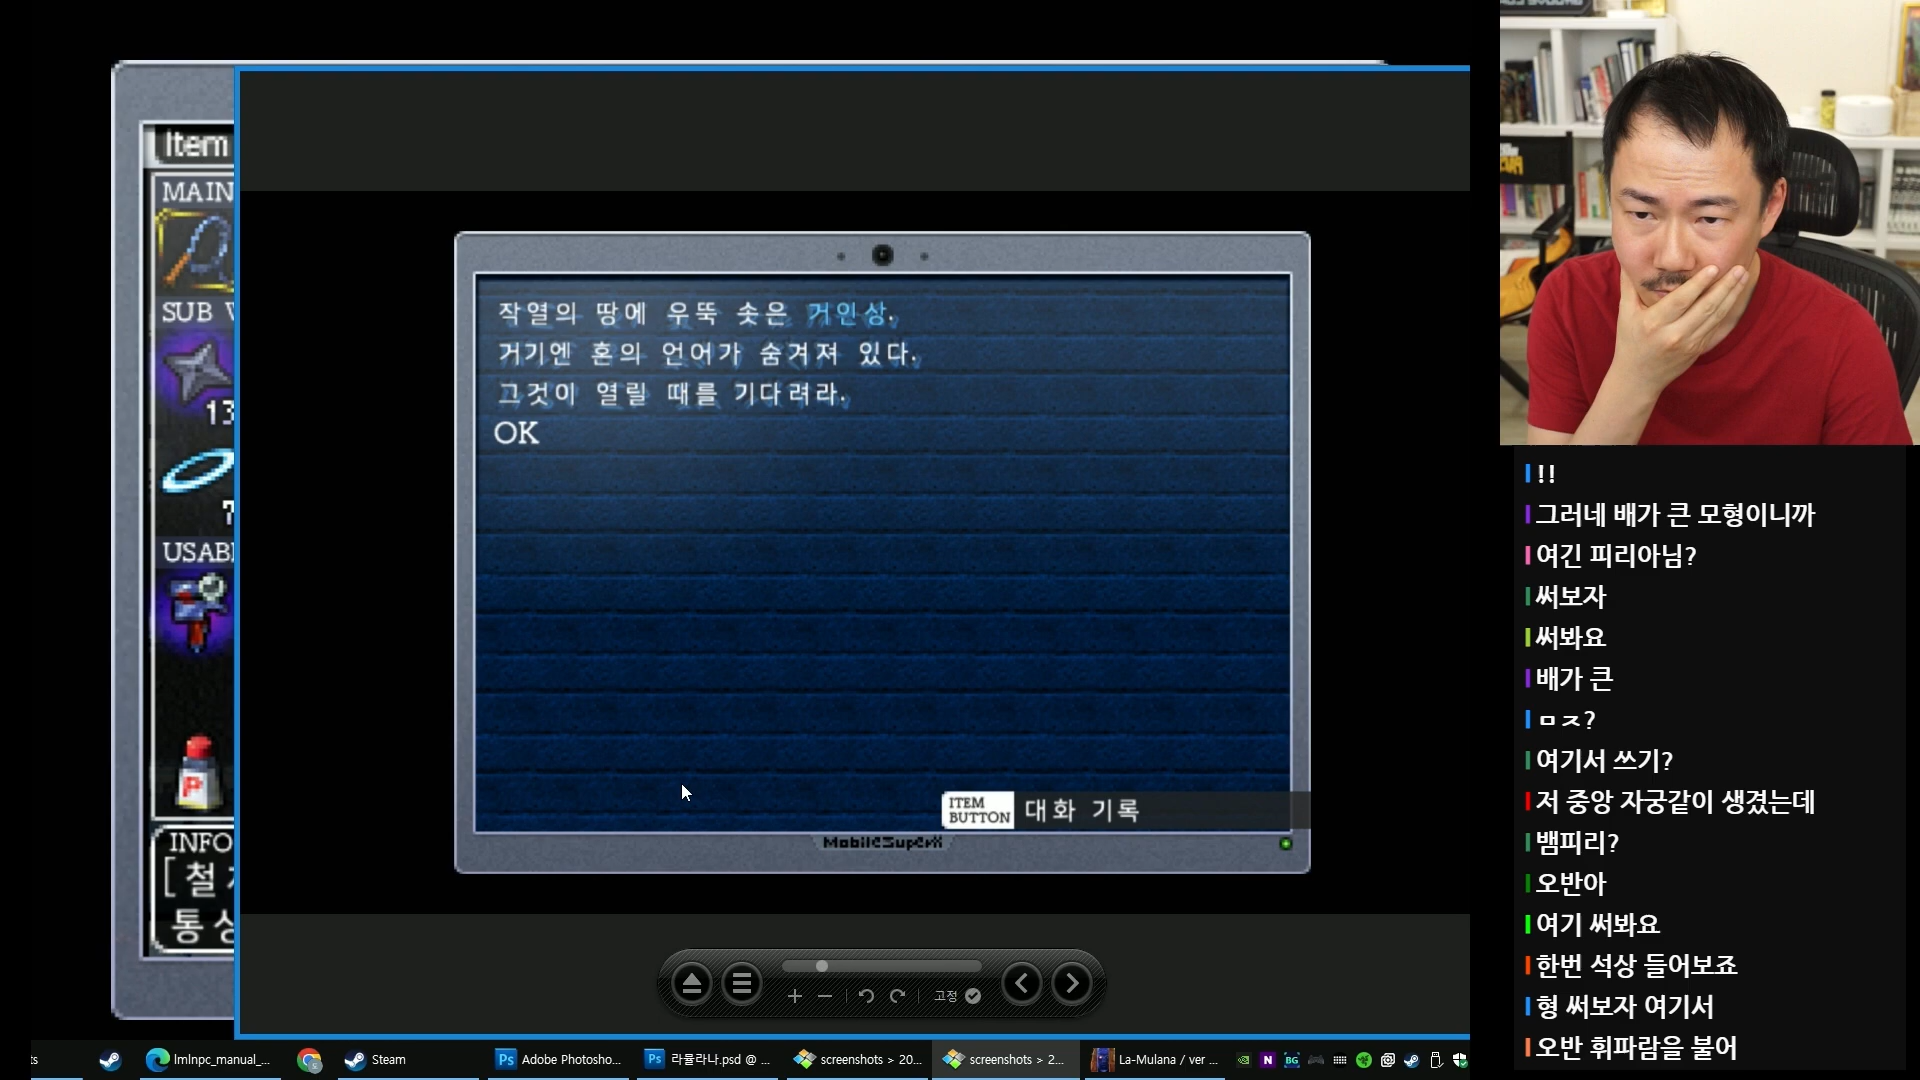 Item
MAIN
SUB
13
USAB
INFO
[철
통
작열의 땅에 우뚝 솟은 거인상.
거기엔 혼의 언어가 숨겨져 있다.
그것이 열릴 때를 기다려라.
OK
ITEM
BUTTON
대화 기록
MobileSuperX
고정
!!
그러네 배가 큰 모형이니까
여긴 피리아님?
써보자
써봐요
배가 큰
ㅁㅈ?
여기서 쓰기?
저 중앙 자궁같이 생겼는데
뱀피리?
오반아
여기 써봐요
한번 석상 들어보죠
형 써보자 여기서
오반 휘파람을 불어
ts
lmlnpc_manual_...
Steam
Adobe Photosho...
라뮬라나.psd @ ...
screenshots > 20...
screenshots > 2...
La-Mulana / ver ...